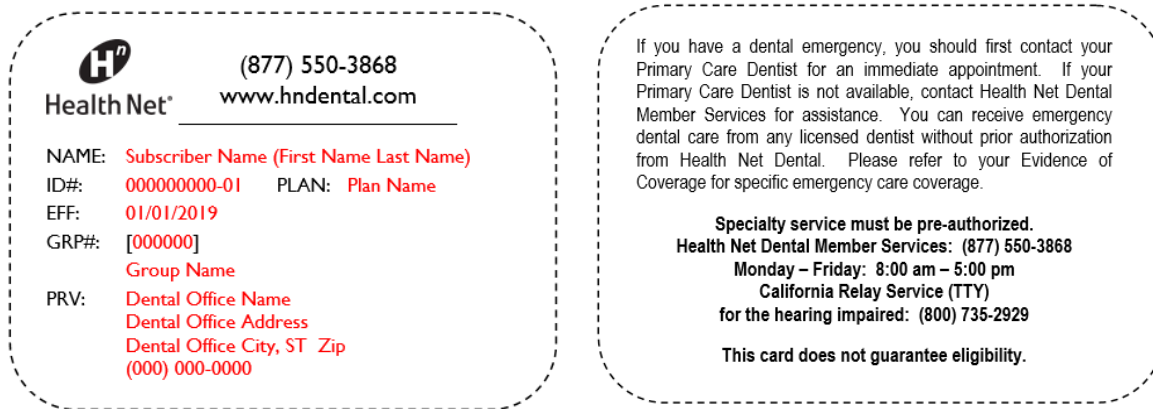 Hn
Health Net®
(877) 550-3868
www.hndental.com
NAME: Subscriber Name (First Name Last Name)
ID#: 000000000-01 PLAN: Plan Name
EFF: 01/01/2019
GRP#: [000000]
Group Name
PRV: Dental Office Name
Dental Office Address
Dental Office City, ST Zip
(000) 000-0000
If you have a dental emergency, you should first contact your
Primary Care Dentist for an immediate appointment. If your
Primary Care Dentist is not available, contact Health Net Dental
Member Services for assistance. You can receive emergency
dental care from any licensed dentist without prior authorization
from Health Net Dental. Please refer to your Evidence of
Coverage for specific emergency care coverage.
Specialty service must be pre-authorized.
Health Net Dental Member Services: (877) 550-3868
Monday – Friday: 8:00 am – 5:00 pm
California Relay Service (TTY)
for the hearing impaired: (800) 735-2929
This card does not guarantee eligibility.